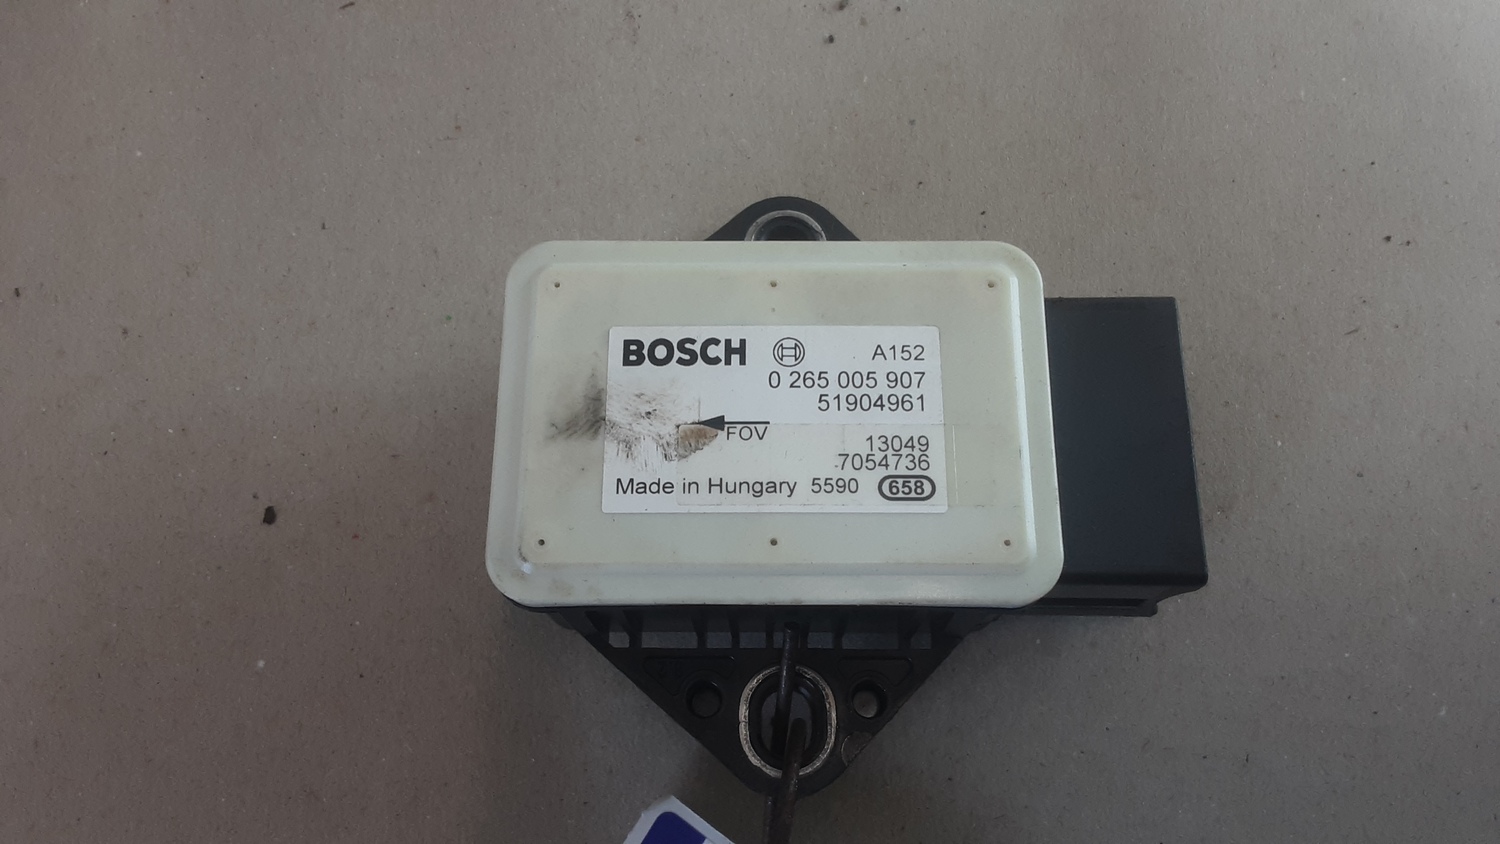 BOSCH A152
0 265 005 907
51904961
FOV
13049
7054736
Made in Hungary 5590 658